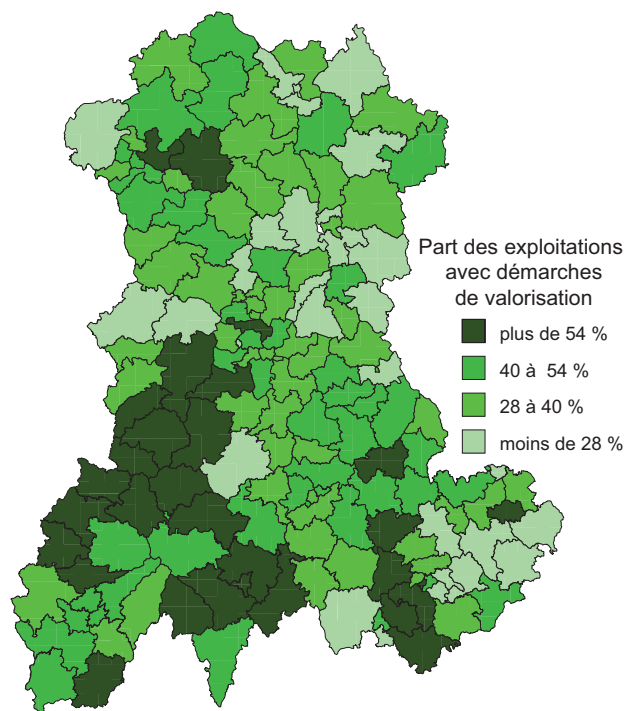 Part des exploitations
avec démarches
de valorisation
plus de 54 %
40 à 54 %
28 à 40 %
moins de 28 %